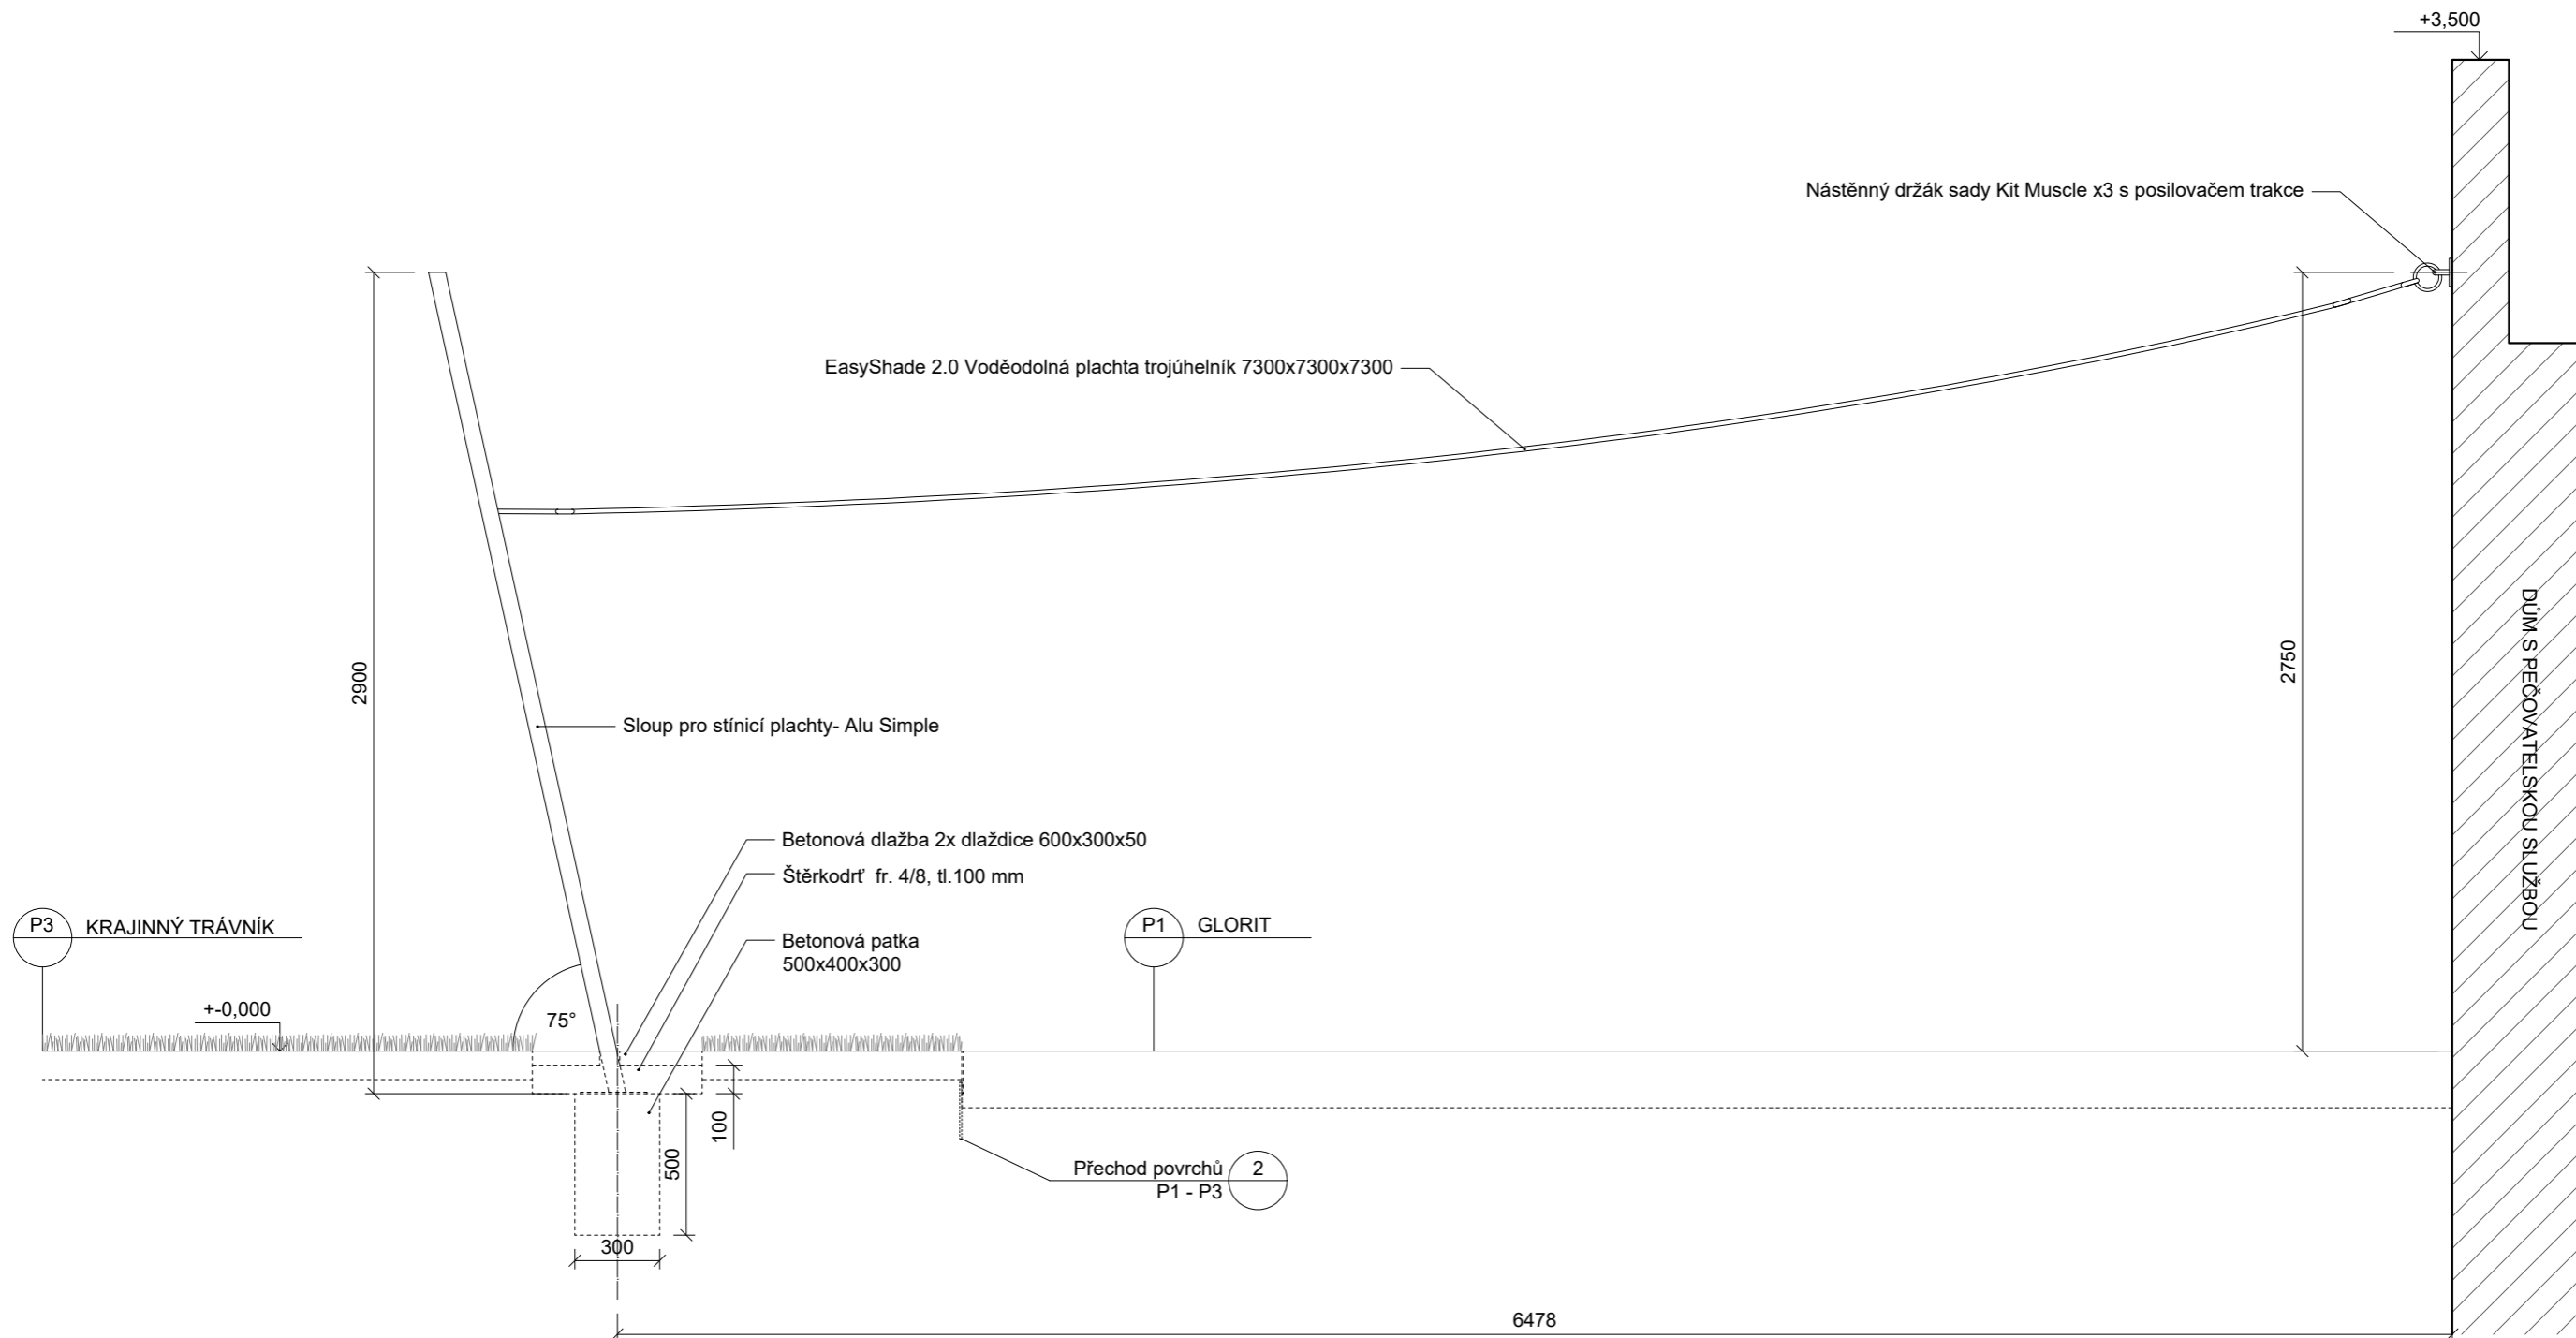 +3,500
Nástěnný držák sady Kit Muscle x3 s posilovačem trakce
EasyShade 2.0 Voděodolná plachta trojúhelník 7300x7300x7300
2900
2750
DŮM S PEČOVATELSKOU SLUŽBOU
Sloup pro stínicí plachty- Alu Simple
Betonová dlažba 2x dlaždice 600x300x50
Štěrkodrť fr. 4/8, tl.100 mm
P3 KRAJINNÝ TRÁVNÍK
P1 GLORIT
Betonová patka
500x400x300
+-0,000
75°
100
500
Přechod povrchů 2
P1 - P3
300
6478